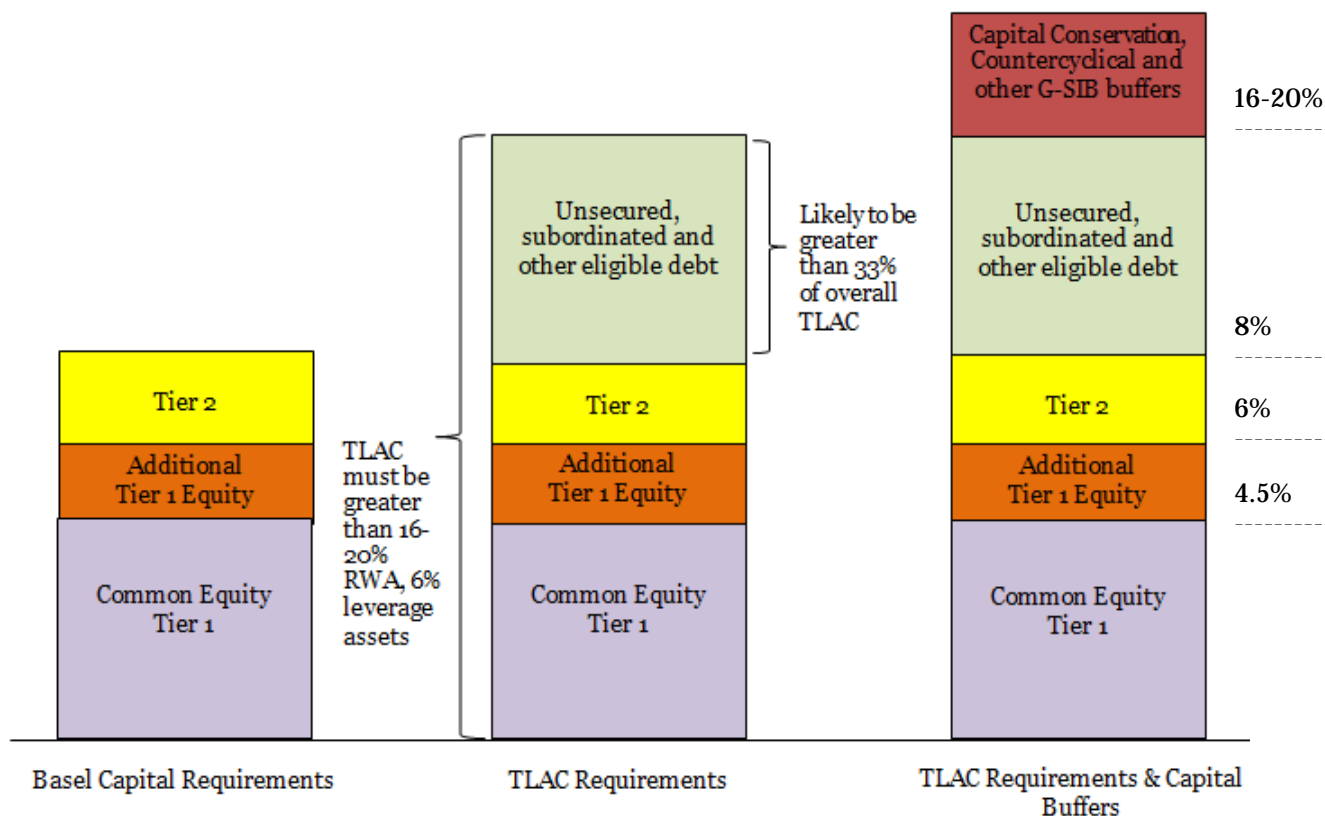 Capital Conservation,
Countercyclical and
other G-SIB buffers
16-20%
Unsecured,
subordinated and
other eligible debt
Likely to be
greater
than 33%
of overall
TLAC
Unsecured,
subordinated and
other eligible debt
8%
Tier 2
Tier 2
Tier 2
6%
TLAC
must be
greater
than 16-
20%
RWA, 6%
leverage
assets
Additional
Tier 1 Equity
Additional
Tier 1 Equity
Additional
Tier 1 Equity
4.5%
Common Equity
Tier 1
Common Equity
Tier 1
Common Equity
Tier 1
Basel Capital Requirements
TLAC Requirements
TLAC Requirements & Capital
Buffers